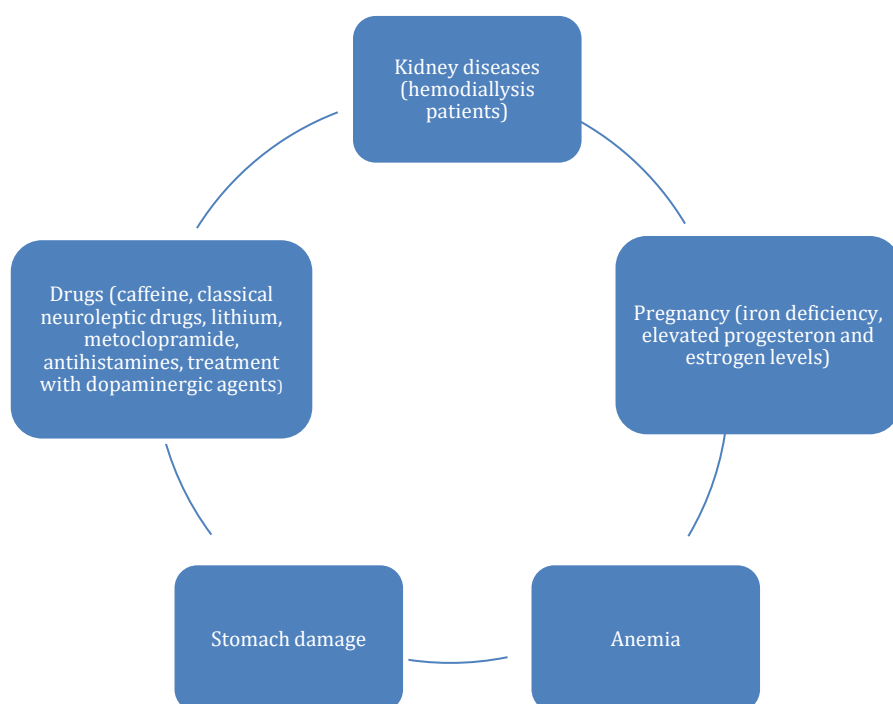 Kidney diseases
(hemodiallysis
patients)
Pregnancy (iron deficiency,
elevated progesteron and
estrogen levels)
Anemia
Stomach damage
Drugs (caffeine, classical
neuroleptic drugs, lithium,
metoclopramide,
antihistamines, treatment
with dopaminergic agents)